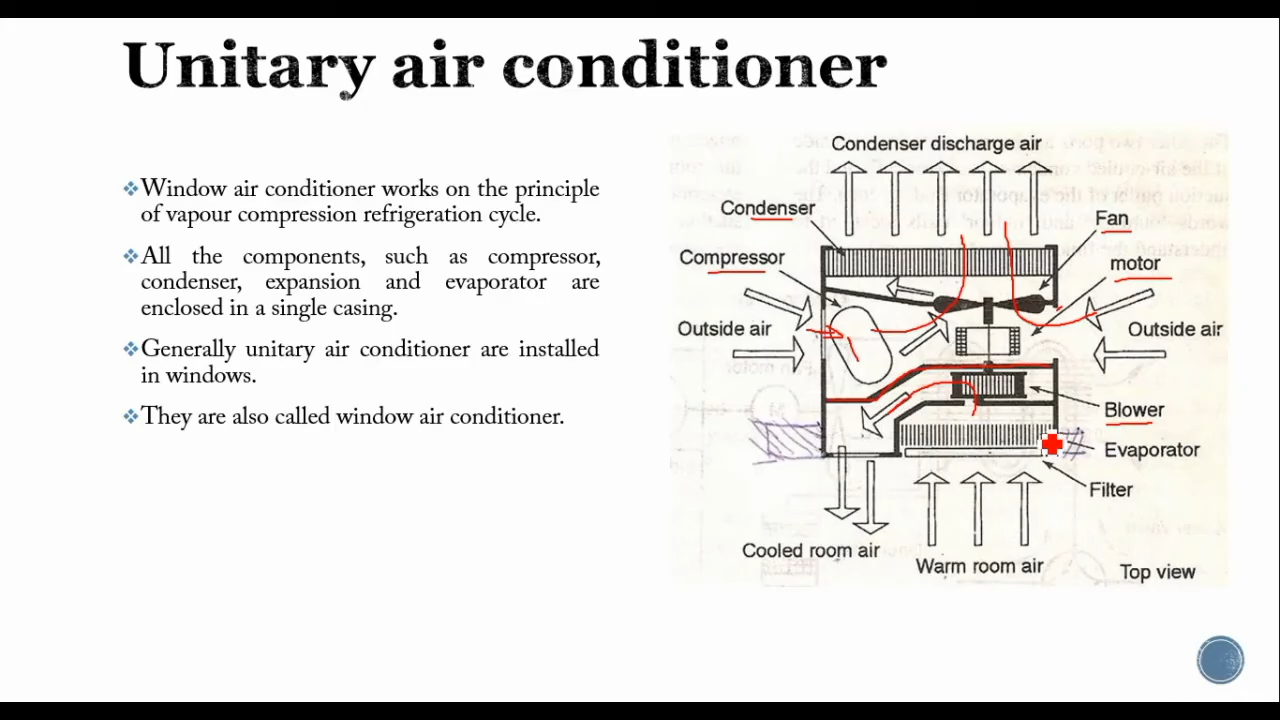 Unitary air conditioner
Window air conditioner works on the principle
of vapour compression refrigeration cycle.
All the components, such as compressor,
condenser, expansion and evaporator are
enclosed in a single casing.
Generally unitary air conditioner are installed
in windows.
They are also called window air conditioner.
Condenser discharge air
Condenser
Fan
Compressor
motor
Outside air
Outside air
Blower
Evaporator
Filter
Cooled room air
Warm room air
Top view